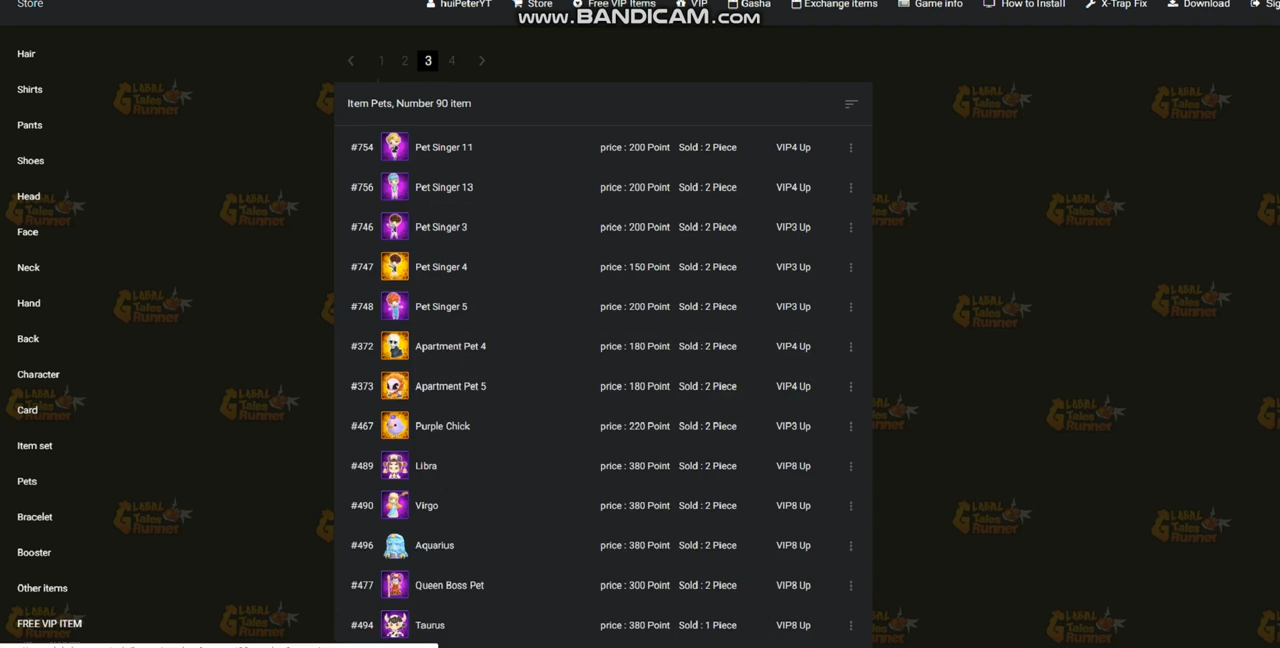 Store
huiPeterYT Store Free VIP Items VIP Gasha Exchange items Game info How to Install X-Trap Fix Download
www.BANDICAM.com
Hair
Shirts
Pants
Shoes
Head
Face
Neck
Hand
Back
Character
Card
Item set
Pets
Bracelet
Booster
Other items
FREE VIP ITEM
1 2 3 4
Item Pets, Number 90 item
#754 Pet Singer 11 price : 200 Point Sold : 2 Piece VIP4 Up
#756 Pet Singer 13 price : 200 Point Sold : 2 Piece VIP4 Up
#746 Pet Singer 3 price : 200 Point Sold : 2 Piece VIP3 Up
#747 Pet Singer 4 price : 150 Point Sold : 2 Piece VIP3 Up
#748 Pet Singer 5 price : 200 Point Sold : 2 Piece VIP3 Up
#372 Apartment Pet 4 price : 180 Point Sold : 2 Piece VIP4 Up
#373 Apartment Pet 5 price : 180 Point Sold : 2 Piece VIP4 Up
#467 Purple Chick price : 220 Point Sold : 2 Piece VIP3 Up
#489 Libra price : 380 Point Sold : 2 Piece VIP8 Up
#490 Virgo price : 380 Point Sold : 2 Piece VIP8 Up
#496 Aquarius price : 380 Point Sold : 2 Piece VIP8 Up
#477 Queen Boss Pet price : 300 Point Sold : 2 Piece VIP8 Up
#494 Taurus price : 380 Point Sold : 1 Piece VIP8 Up